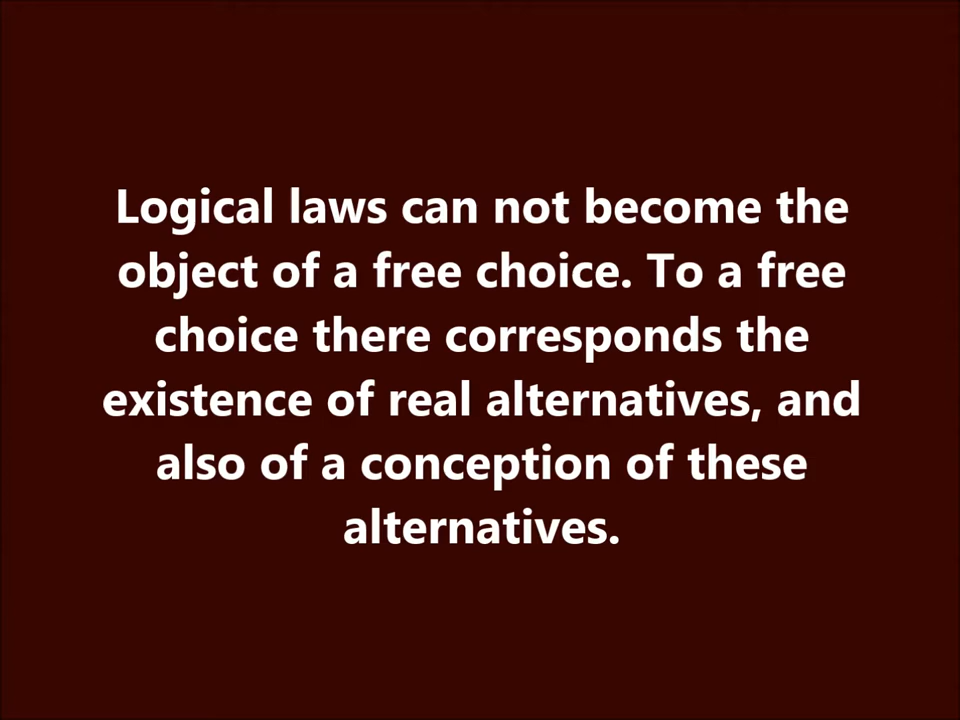 Logical laws can not become the
object of a free choice. To a free
choice there corresponds the
existence of real alternatives, and
also of a conception of these
alternatives.